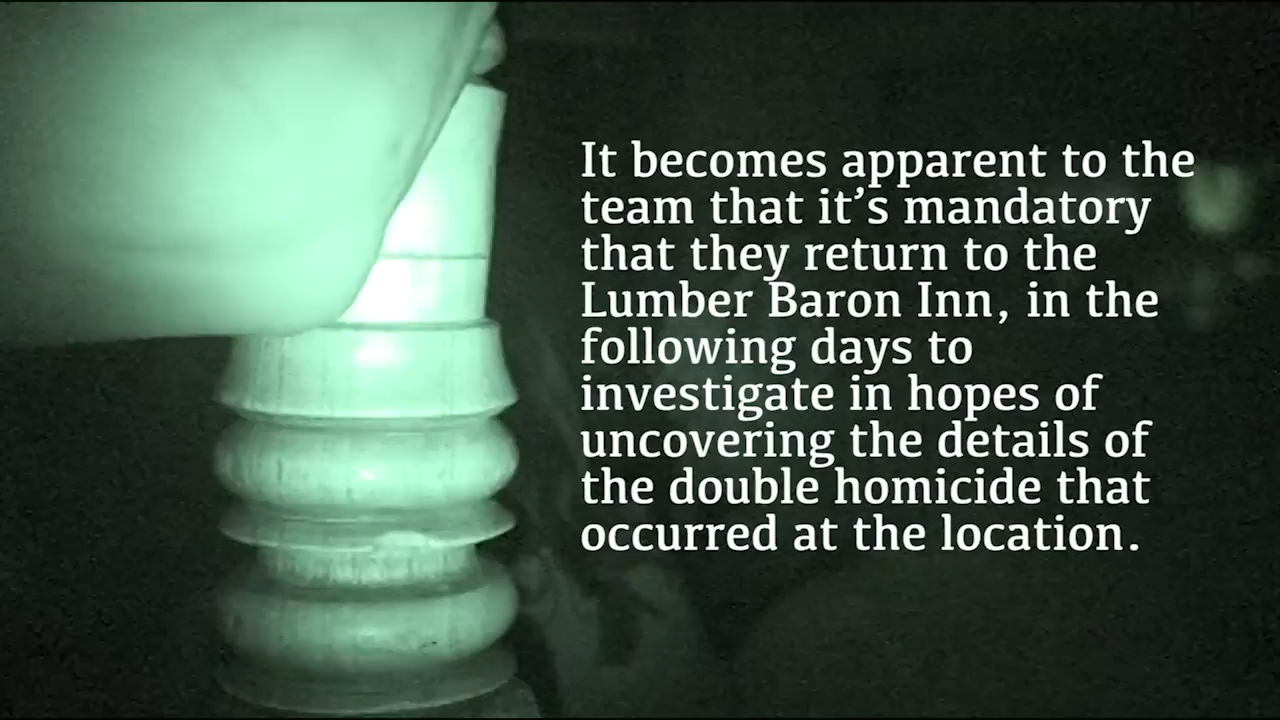 It becomes apparent to the
team that it’s mandatory
that they return to the
Lumber Baron Inn, in the
following days to
investigate in hopes of
uncovering the details of
the double homicide that
occurred at the location.